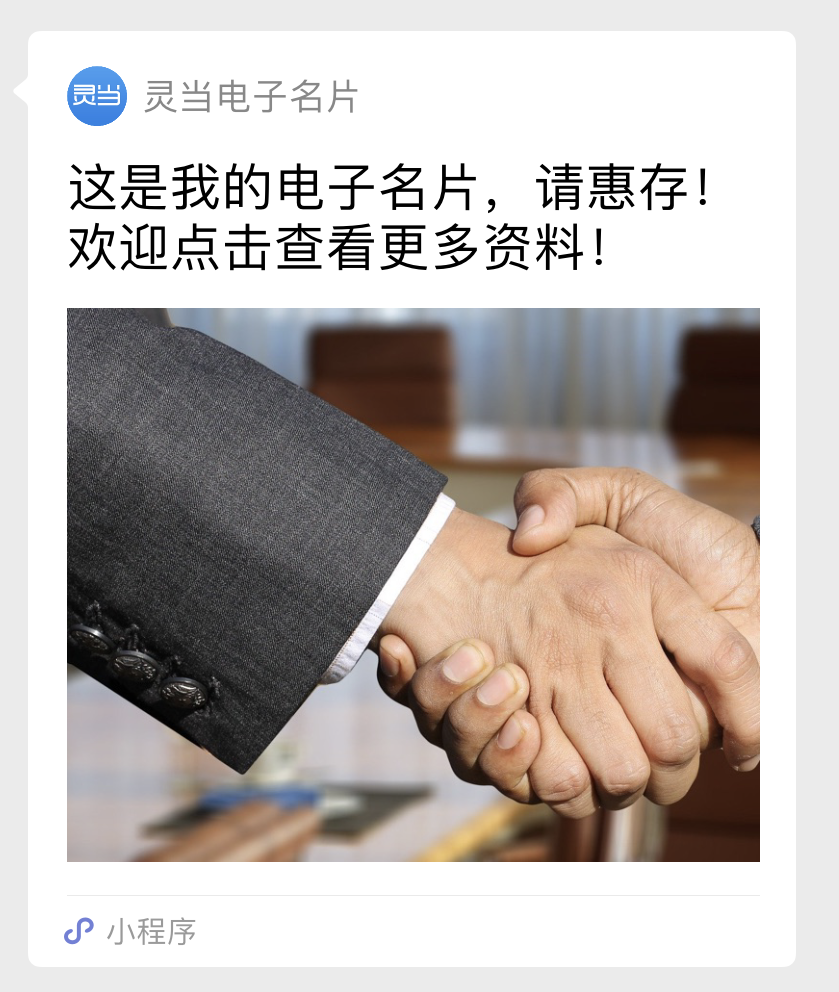 灵当
灵当电子名片
这是我的电子名片，请惠存！
欢迎点击查看更多资料！
小程序